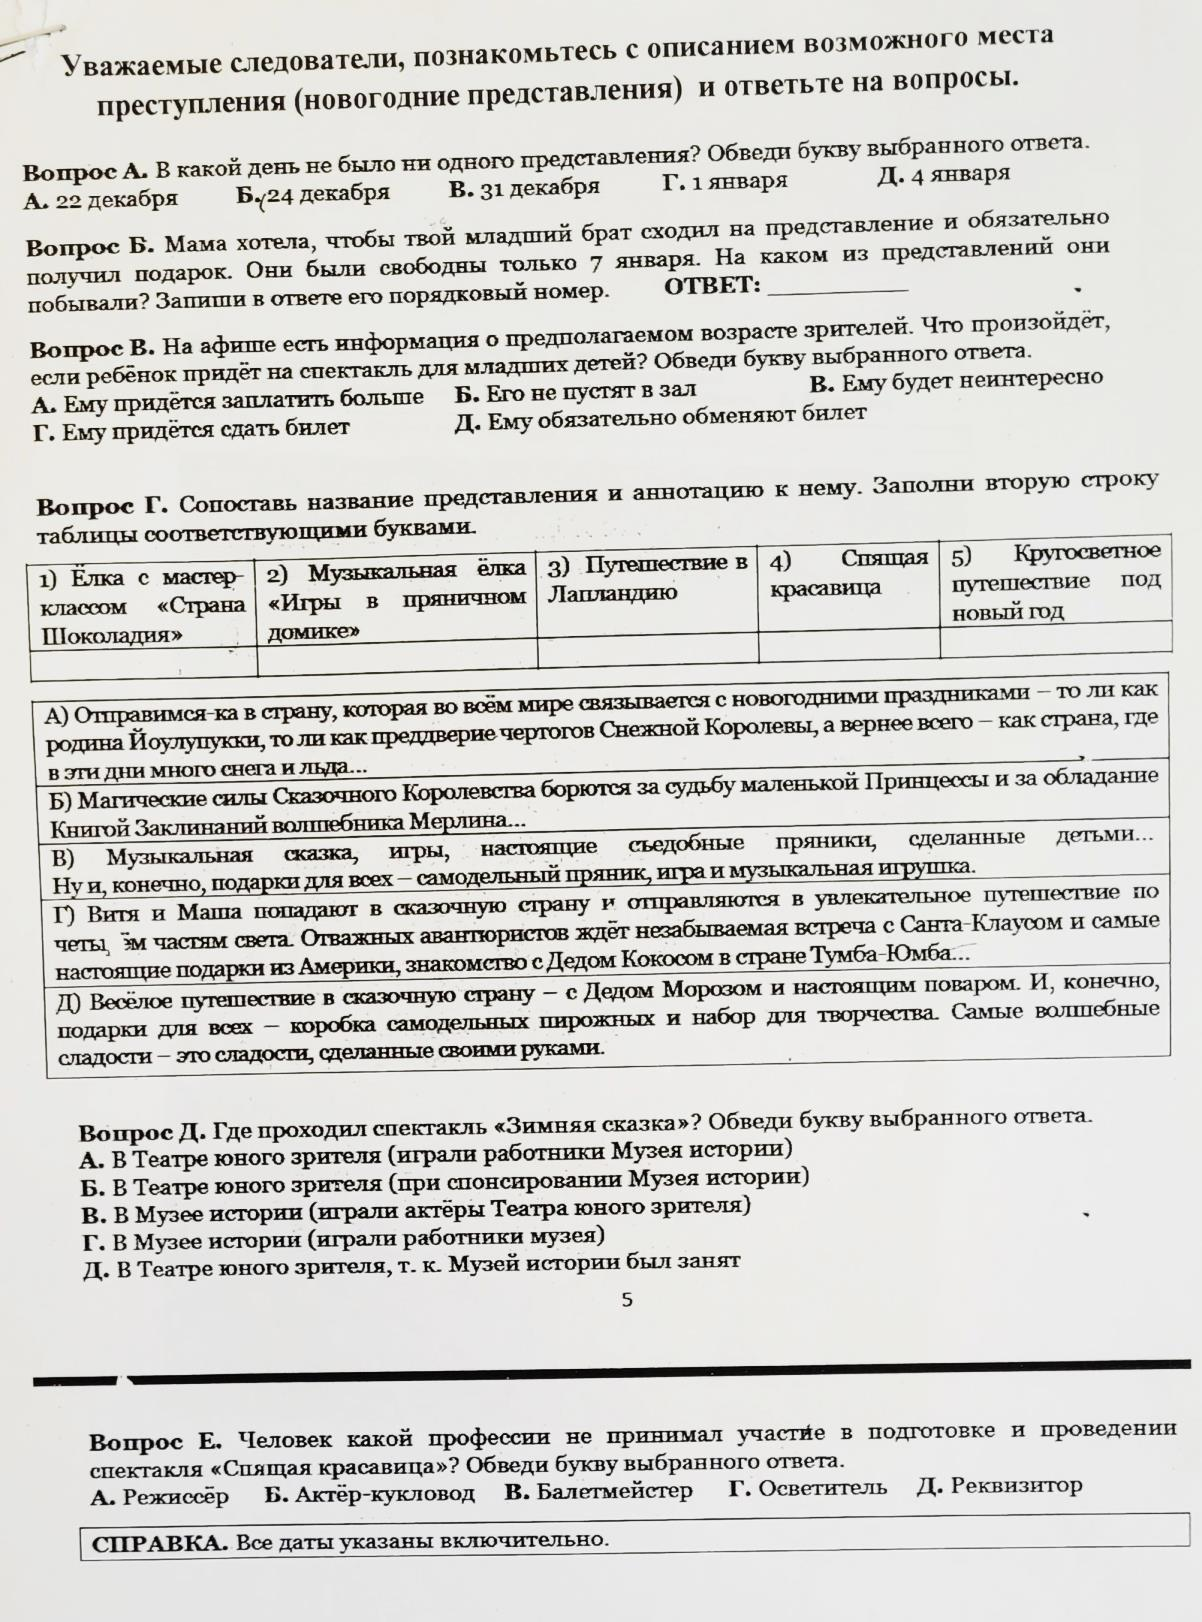 Уважаемые следователи, познакомьтесь с описанием возможного места
преступления (новогодние представления) и ответьте на вопросы.
Вопрос А. В какой день не было ни одного представления? Обведи букву выбранного ответа.
А. 22 декабря Б. 24 декабря В. 31 декабря Г. 1 января Д. 4 января
Вопрос Б. Мама хотела, чтобы твой младший брат сходил на представление и обязательно
получил подарок. Они были свободны только 7 января. На каком из представлений они
побывали? Запиши в ответе его порядковый номер. ОТВЕТ: ____________
Вопрос В. На афише есть информация о предполагаемом возрасте зрителей. Что произойдёт,
если ребёнок придёт на спектакль для младших детей? Обведи букву выбранного ответа.
А. Ему придётся заплатить больше Б. Его не пустят в зал В. Ему будет неинтересно
Г. Ему придётся сдать билет Д. Ему обязательно обменяют билет
Вопрос Г. Сопоставь название представления и аннотацию к нему. Заполни вторую строку
таблицы соответствующими буквами.
1) Ёлка с мастер-
классом «Страна
Шоколадия»
2) Музыкальная ёлка
«Игры в пряничном
домике»
3) Путешествие в
Лапландию
4) Спящая
красавица
5) Кругосветное
путешествие под
новый год
А) Отправимся-ка в страну, которая во всём мире связывается с новогодними праздниками – то ли как
родина Йоулупукки, то ли как преддверие чертогов Снежной Королевы, а вернее всего – как страна, где
в эти дни много снега и льда...
Б) Магические силы Сказочного Королевства борются за судьбу маленькой Принцессы и за обладание
Книгой Заклинаний волшебника Мерлина...
В) Музыкальная сказка, игры, настоящие съедобные пряники, сделанные детьми...
Ну и, конечно, подарки для всех – самодельный пряник, игра и музыкальная игрушка.
Г) Витя и Маша попадают в сказочную страну и отправляются в увлекательное путешествие по
частям света. Отважных авантюристов ждёт незабываемая встреча с Санта-Клаусом и самые
настоящие подарки из Америки, знакомство с Дедом Кокосом в стране Тумба-Юмба...
Д) Весёлое путешествие в сказочную страну – с Дедом Морозом и настоящим поваром. И, конечно,
подарки для всех – коробка самодельных пирожных и набор для творчества. Самые волшебные
сладости – это сладости, сделанные своими руками.
Вопрос Д. Где проходил спектакль «Зимняя сказка»? Обведи букву выбранного ответа.
А. В Театре юного зрителя (играли работники Музея истории)
Б. В Театре юного зрителя (при спонсировании Музея истории)
В. В Музее истории (играли актёры Театра юного зрителя)
Г. В Музее истории (играли работники музея)
Д. В Театре юного зрителя, т. к. Музей истории был занят
5
Вопрос Е. Человек какой профессии не принимал участие в подготовке и проведении
спектакля «Спящая красавица»? Обведи букву выбранного ответа.
А. Режиссёр Б. Актёр-кукловод В. Балетмейстер Г. Осветитель Д. Реквизитор
СПРАВКА. Все даты указаны включительно.